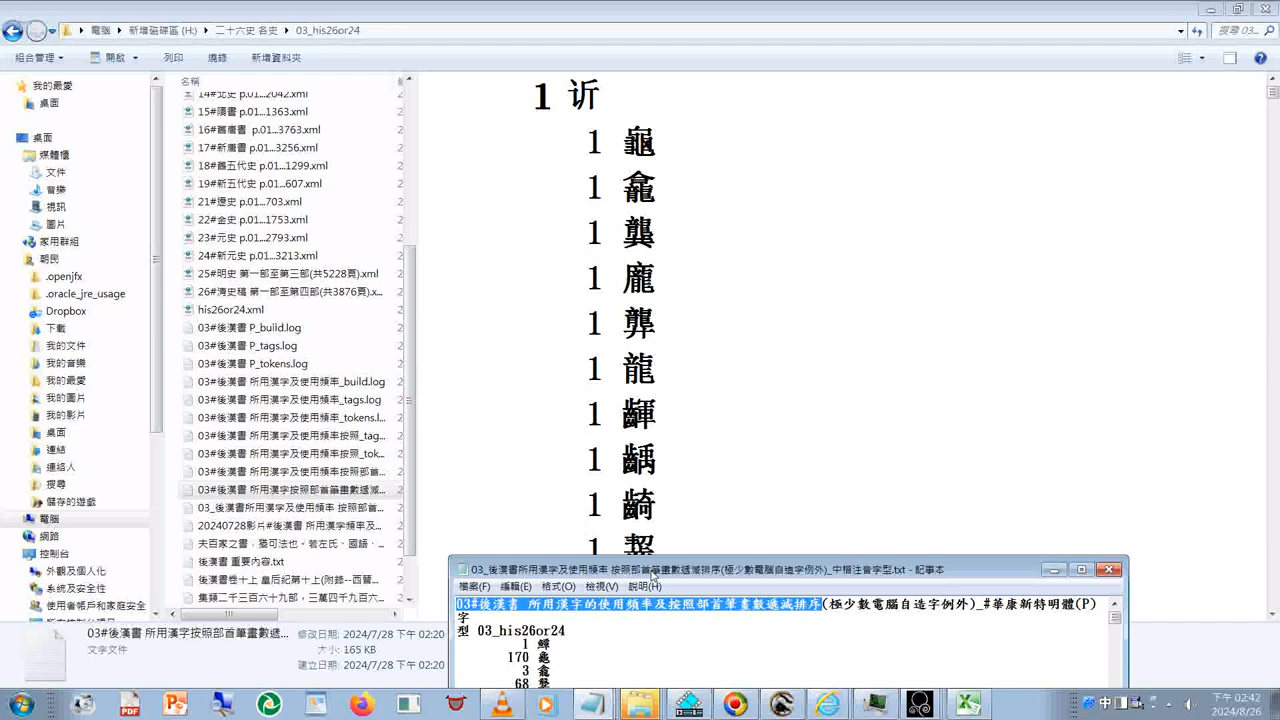 電腦 ▸ 新增磁碟區 (H:) ▸ 二十六史 各史 ▸ 03_his26or24
搜尋 03...
組合管理 開啟 列印 燒錄 新增資料夾
我的最愛
桌面
桌面
媒體櫃
文件
音樂
視訊
圖片
家用群組
朝民
.openjfx
.oracle_jre_usage
Dropbox
下載
我的文件
我的音樂
我的最愛
我的圖片
我的影片
桌面
連結
連絡人
搜尋
儲存的遊戲
電腦
網路
控制台
外觀及個人化
系統及安全性
使用者帳戶和家庭安全
名稱
14#北史 p.01...2042.xml
15#隋書 p.01...1363.xml
16#舊唐書 p.01...3763.xml
17#新唐書 p.01...3256.xml
18#舊五代史 p.01...1299.xml
19#新五代史 p.01...607.xml
21#遼史 p.01...703.xml
22#金史 p.01...1753.xml
23#元史 p.01...2793.xml
24#新元史 p.01...3213.xml
25#明史 第一部至第三部(共5228頁).xml
26#清史稿 第一部至第四部(共3876頁).x...
his26or24.xml
03#後漢書 P_build.log
03#後漢書 P_tags.log
03#後漢書 P_tokens.log
03#後漢書 所用漢字及使用頻率_build.log
03#後漢書 所用漢字及使用頻率_tags.log
03#後漢書 所用漢字及使用頻率_tokens.l...
03#後漢書 所用漢字及使用頻率按照_tag...
03#後漢書 所用漢字及使用頻率按照_tok...
03#後漢書 所用漢字及使用頻率按照部首...
03#後漢書 所用漢字按照部首筆畫數遞減...
03_後漢書所用漢字及使用頻率 按照部首...
20240728影片#後漢書 所用漢字頻率及...
夫百家之書，猶可法也。若左氏、國語、...
後漢書 重要內容.txt
後漢書卷十上 皇后紀第十上(附錄--西晉...
集類二千三百六十九部，三萬四千九百六...
1
1 龜
1 龕
1 龔
1 龐
1
1 龍
1
1 齲
1 齮
1
03_後漢書所用漢字及使用頻率 按照部首筆畫數遞減排序(極少數電腦自造字例外)_中楷注音字型.txt - 記事本
檔案(F) 編輯(E) 格式(O) 檢視(V) 說明(H)
03#後漢書 所用漢字的使用頻率及按照部首筆畫數遞減排序(極少數電腦自造字例外)_#華康新特明體(P)
字
型 03_his26or24
1
170 龜
3 龕
68 龔
03#後漢書 所用漢字按照部首筆畫數遞...
文字文件
修改日期: 2024/7/28 下午 02:20
大小: 165 KB
建立日期: 2024/7/28 下午 02:20
中
下午 02:42
2024/8/26